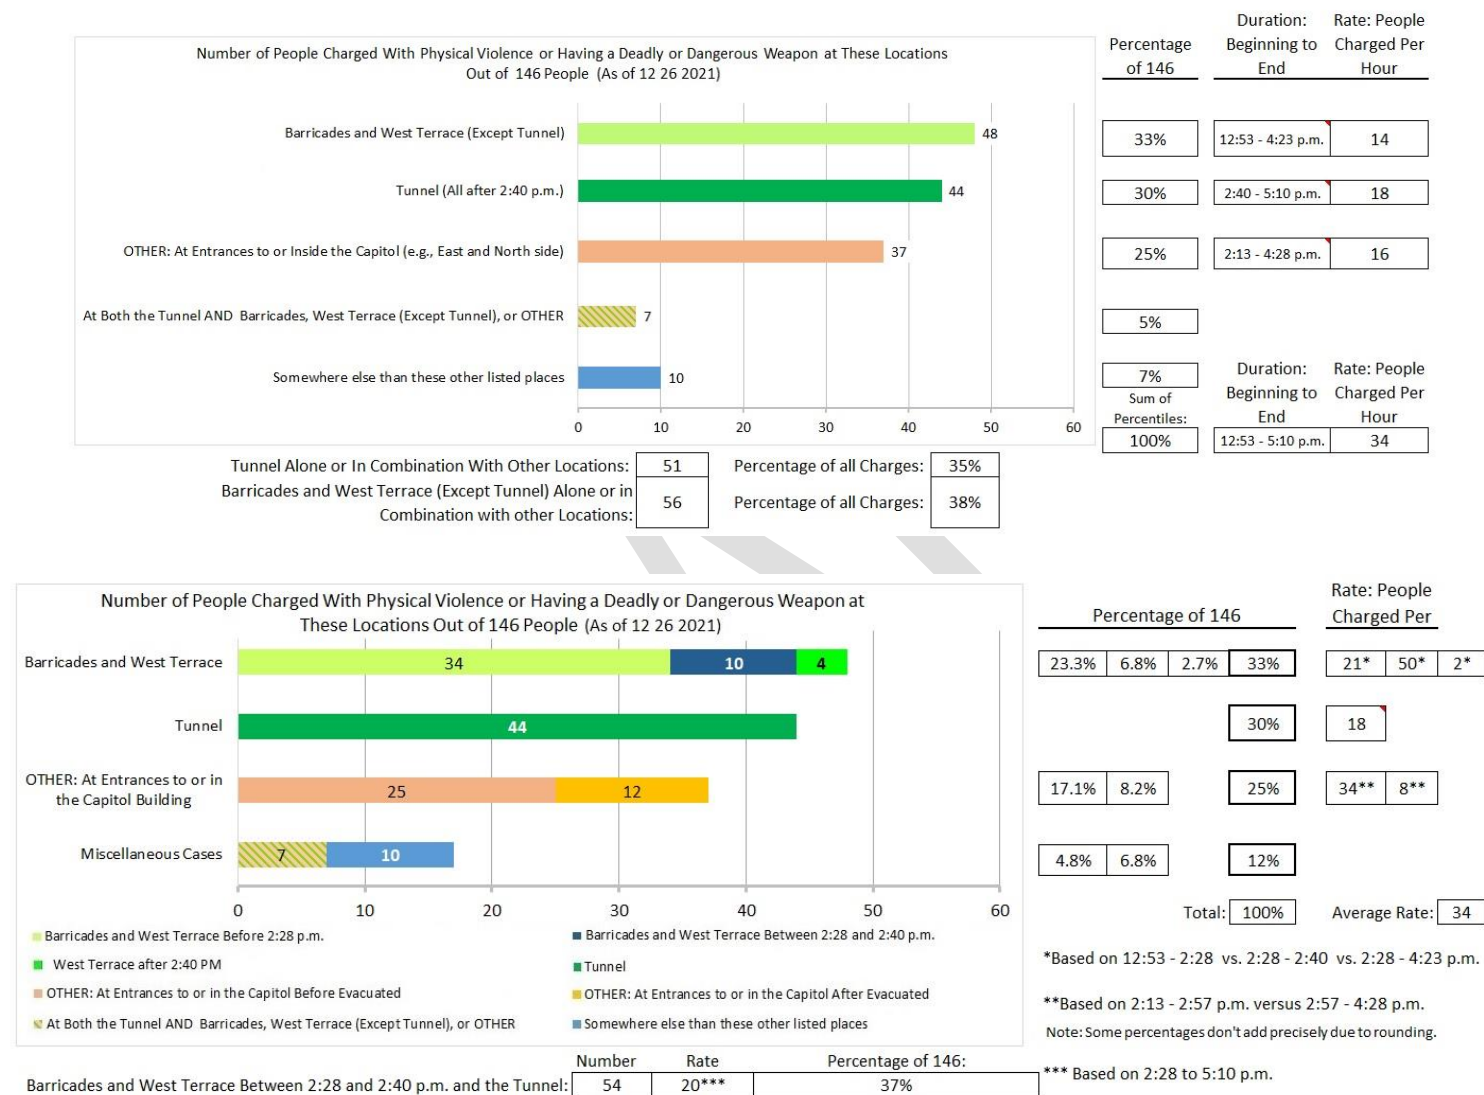 Duration: Rate: People
Percentage Beginning to Charged Per
of 146 End Hour
Number of People Charged With Physical Violence or Having a Deadly or Dangerous Weapon at These Locations
Out of 146 People (As of 12 26 2021)
Barricades and West Terrace (Except Tunnel) 48 33% 12:53 - 4:23 p.m. 14
Tunnel (All after 2:40 p.m.) 44 30% 2:40 - 5:10 p.m. 18
OTHER: At Entrances to or Inside the Capitol (e.g., East and North side) 37 25% 2:13 - 4:28 p.m. 16
At Both the Tunnel AND Barricades, West Terrace (Except Tunnel), or OTHER 7 5%
Somewhere else than these other listed places 10 7%
Duration: Rate: People
Sum of Beginning to Charged Per
Percentiles: End Hour
0 10 20 30 40 50 60
100% 12:53 - 5:10 p.m. 34
Tunnel Alone or In Combination With Other Locations: 51 Percentage of all Charges: 35%
Barricades and West Terrace (Except Tunnel) Alone or in
Combination with other Locations: 56 Percentage of all Charges: 38%
Number of People Charged With Physical Violence or Having a Deadly or Dangerous Weapon at
These Locations Out of 146 People (As of 12 26 2021)
Percentage of 146
Rate: People
Charged Per
Barricades and West Terrace 34 10 4 23.3% 6.8% 2.7% 33% 21* 50* 2*
Tunnel 44 30% 18
OTHER: At Entrances to or in
the Capitol Building 25 12 17.1% 8.2% 25% 34** 8**
Miscellaneous Cases 7 10 4.8% 6.8% 12%
0 10 20 30 40 50 60
Total: 100% Average Rate: 34
Barricades and West Terrace Before 2:28 p.m.
Barricades and West Terrace Between 2:28 and 2:40 p.m.
West Terrace after 2:40 PM
Tunnel
OTHER: At Entrances to or in the Capitol Before Evacuated
OTHER: At Entrances to or in the Capitol After Evacuated
At Both the Tunnel AND Barricades, West Terrace (Except Tunnel), or OTHER
Somewhere else than these other listed places
*Based on 12:53 - 2:28 vs. 2:28 - 2:40 vs. 2:28 - 4:23 p.m.
**Based on 2:13 - 2:57 p.m. versus 2:57 - 4:28 p.m.
Note: Some percentages don't add precisely due to rounding.
Number Rate Percentage of 146:
Barricades and West Terrace Between 2:28 and 2:40 p.m. and the Tunnel: 54 20*** 37%
*** Based on 2:28 to 5:10 p.m.